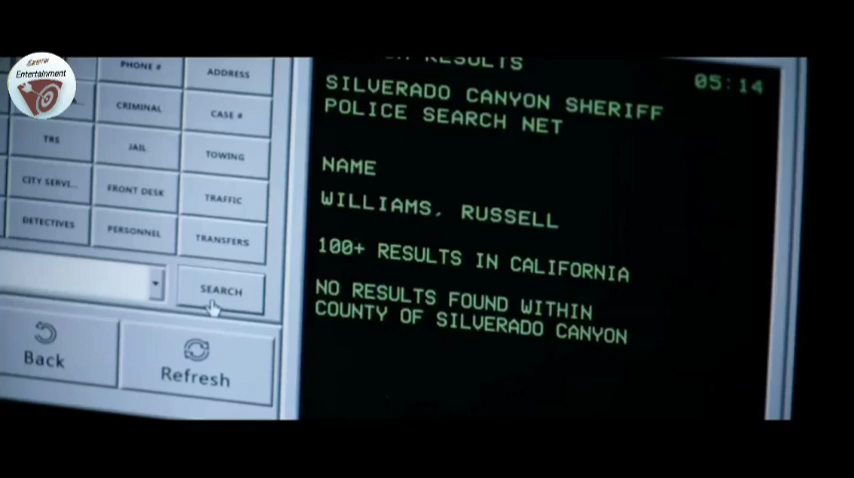 Entertainment
PHONE #
ADDRESS
CRIMINAL
CASE #
TRS
JAIL
TOWING
CITY SERVI...
FRONT DESK
TRAFFIC
DETECTIVES
PERSONNEL
TRANSFERS
SEARCH
Back
Refresh
RESULTS
05:14
SILVERADO CANYON SHERIFF
POLICE SEARCH NET
NAME
WILLIAMS, RUSSELL
100+ RESULTS IN CALIFORNIA
NO RESULTS FOUND WITHIN
COUNTY OF SILVERADO CANYON